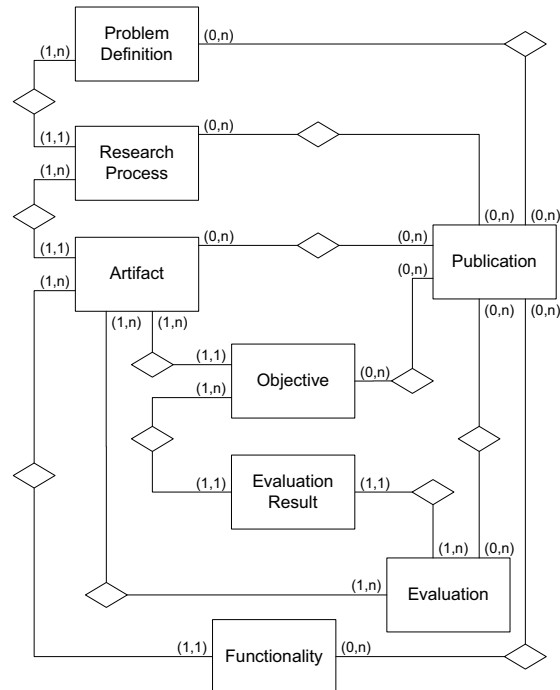 Problem
Definition
(1,n)
(0,n)
(1,1)
(0,n)
Research
Process
(1,n)
(1,1)
(0,n)
Artifact
(1,n)
(1,n)
(1,n)
(0,n)
(0,n)
(0,n)
(0,n)
Publication
(0,n)
(0,n)
(1,1)
Objective
(1,n)
(0,n)
(1,1)
Evaluation
Result
(1,1)
(1,n)
(0,n)
(1,n)
Evaluation
(1,1)
Functionality
(0,n)